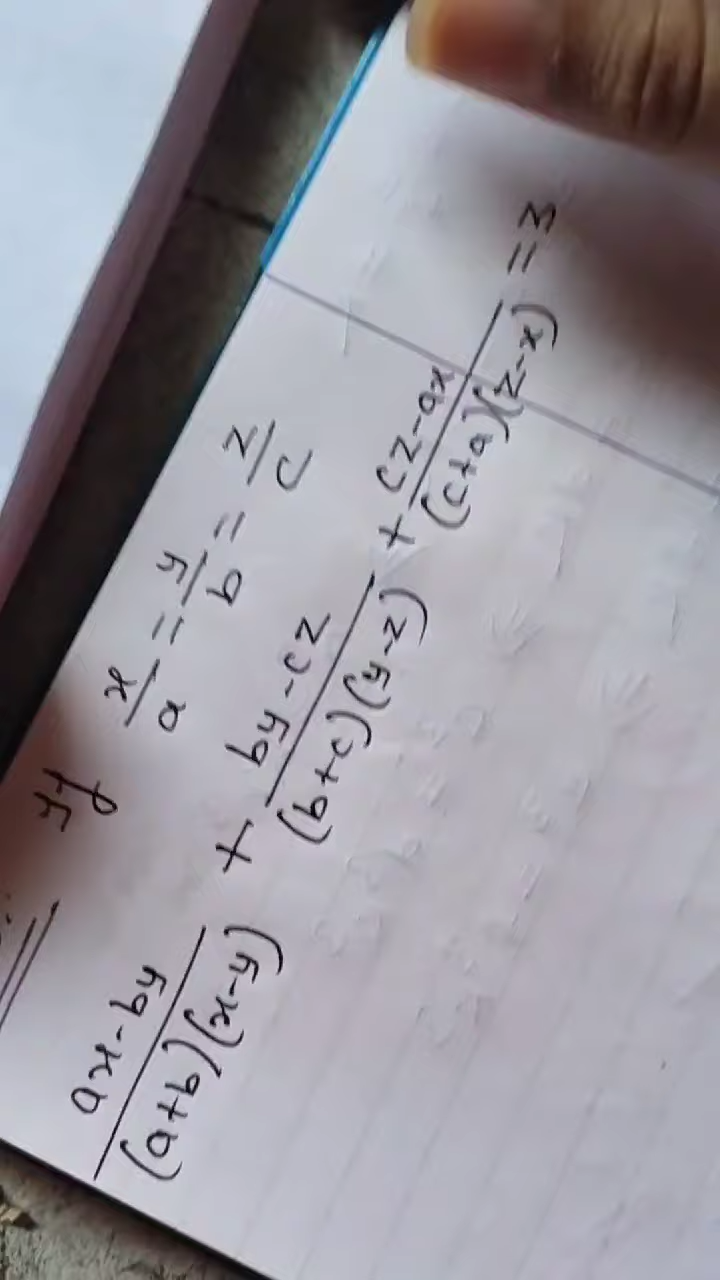 If x/a = y/b = z/c
ax-by/(a+b)(x-y) + by-cz/(b+c)(y-z) + cz-ax/(c+a)(z-x) = 3